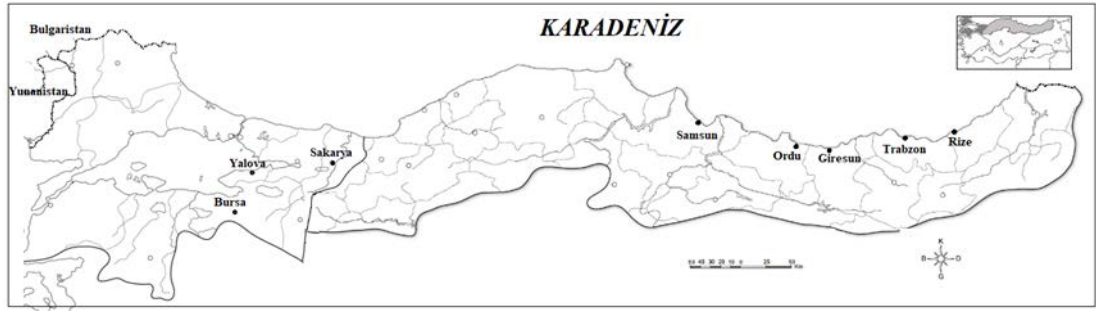 KARADENİZ
Bulgaristan
Yunanistan
Samsun
Trabzon
Rize
Ordu
Giresun
Sakarya
Yalova
Bursa
K
B D
G